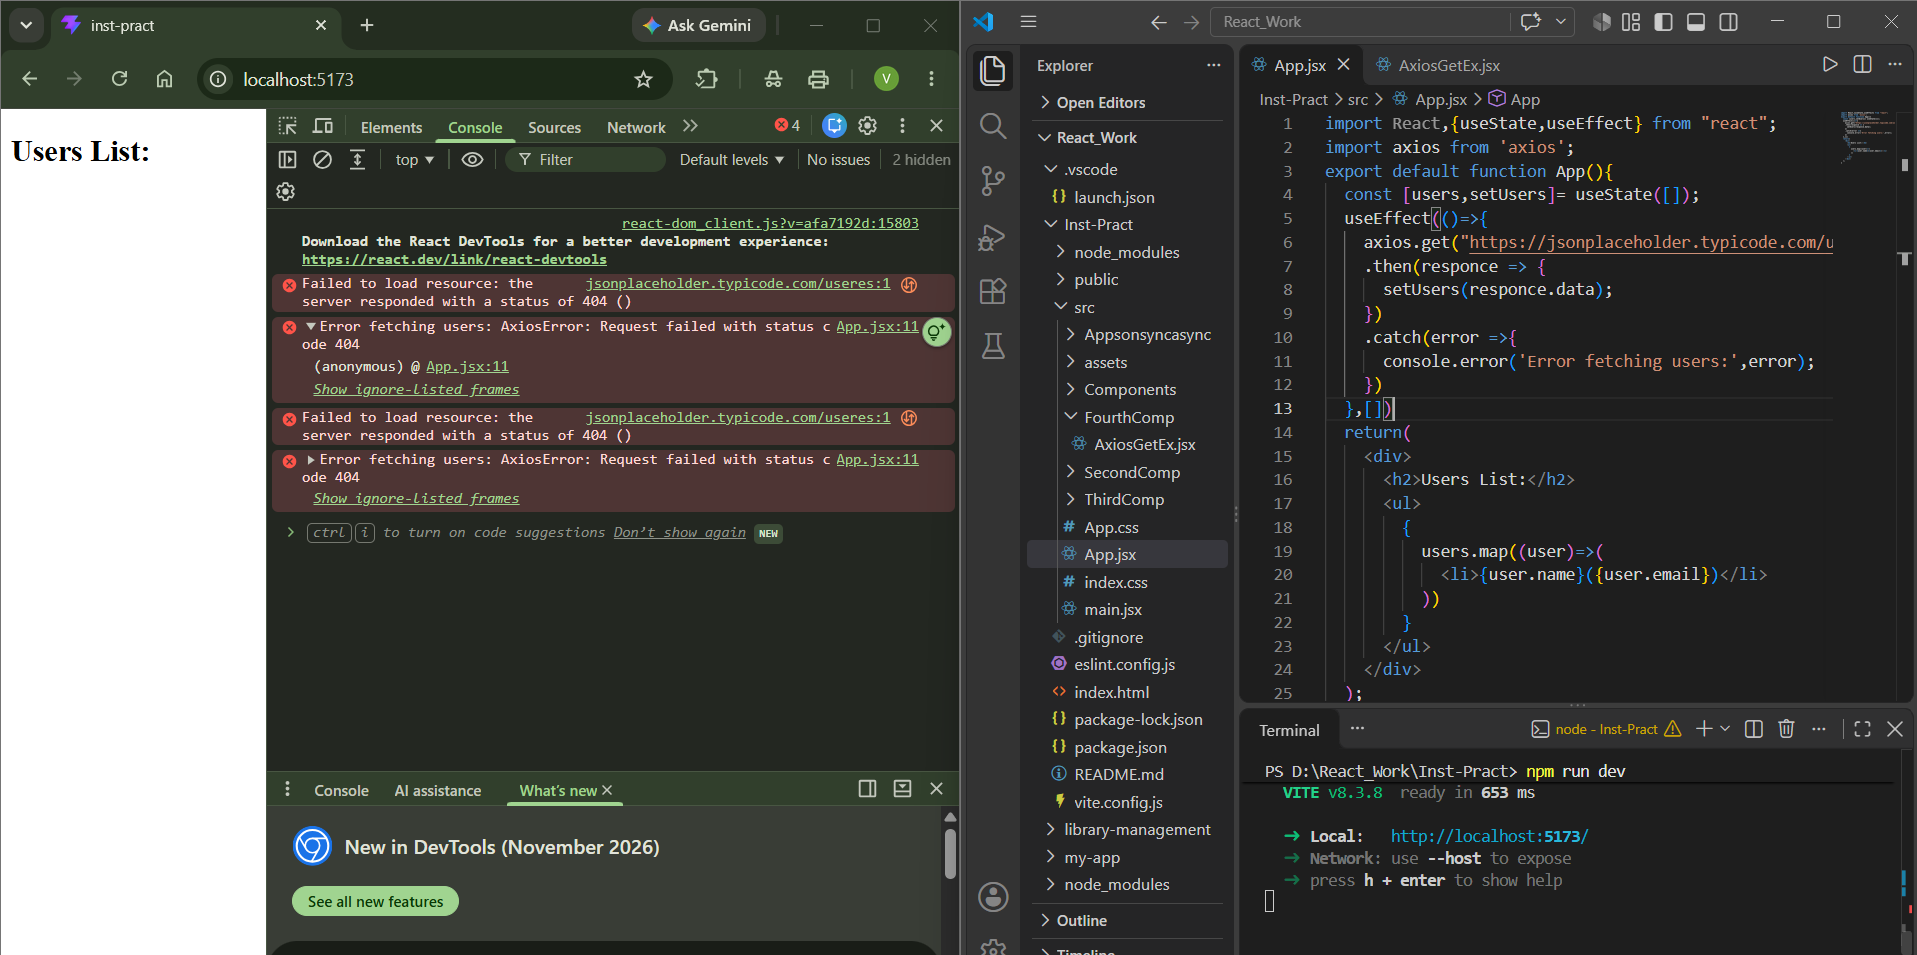 inst-pract
Ask Gemini
localhost:5173
V
Users List:
Elements
Console
Sources
Network
4
top
Filter
Default levels
No issues
2 hidden
react-dom_client.js?v=afa7192d:15803
Download the React DevTools for a better development experience:
https://react.dev/link/react-devtools
Failed to load resource: the jsonplaceholder.typicode.com/useres:1
server responded with a status of 404 ()
Error fetching users: AxiosError: Request failed with status c App.jsx:11
ode 404
(anonymous) @ App.jsx:11
Show ignore-listed frames
Failed to load resource: the jsonplaceholder.typicode.com/useres:1
server responded with a status of 404 ()
Error fetching users: AxiosError: Request failed with status c App.jsx:11
ode 404
Show ignore-listed frames
ctrl i to turn on code suggestions Don't show again NEW
Console
AI assistance
What's new
New in DevTools (November 2026)
See all new features
React_Work
Explorer
Open Editors
React_Work
.vscode
launch.json
Inst-Pract
node_modules
public
src
Appsonsyncasync
assets
Components
FourthComp
AxiosGetEx.jsx
SecondComp
ThirdComp
App.css
App.jsx
index.css
main.jsx
.gitignore
eslint.config.js
index.html
package-lock.json
package.json
README.md
vite.config.js
library-management
my-app
node_modules
Outline
Timeline
App.jsx
AxiosGetEx.jsx
Inst-Pract > src > App.jsx > App
1 import React,{useState,useEffect} from "react";
2 import axios from 'axios';
3 export default function App(){
4 const [users,setUsers]= useState([]);
5 useEffect(()=>{
6 axios.get("https://jsonplaceholder.typicode.com/u
7 .then(responce => {
8 setUsers(responce.data);
9 })
10 .catch(error =>{
11 console.error('Error fetching users:',error);
12 })
13 },[])
14 return(
15 <div>
16 <h2>Users List:</h2>
17 <ul>
18 {
19 users.map((user)=>(
20 <li>{user.name}({user.email})</li>
21 ))
22 }
23 </ul>
24 </div>
25 );
Terminal
node - Inst-Pract
PS D:\React_Work\Inst-Pract> npm run dev
VITE v8.3.8 ready in 653 ms
➜ Local: http://localhost:5173/
➜ Network: use --host to expose
➜ press h + enter to show help